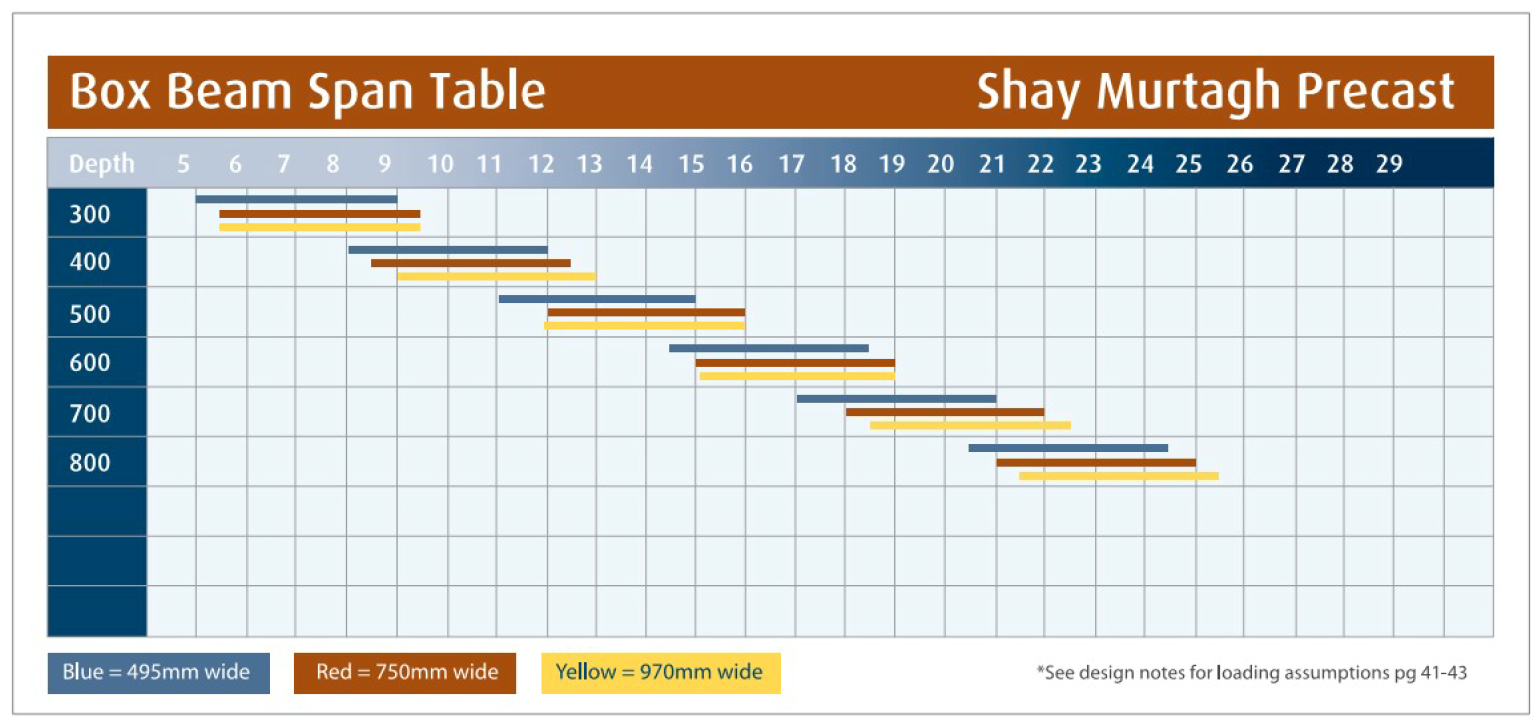 Box Beam Span Table Shay Murtagh Precast
Depth 5 6 7 8 9 10 11 12 13 14 15 16 17 18 19 20 21 22 23 24 25 26 27 28 29
300
400
500
600
700
800
Blue = 495mm wide Red = 750mm wide Yellow = 970mm wide *See design notes for loading assumptions pg 41-43